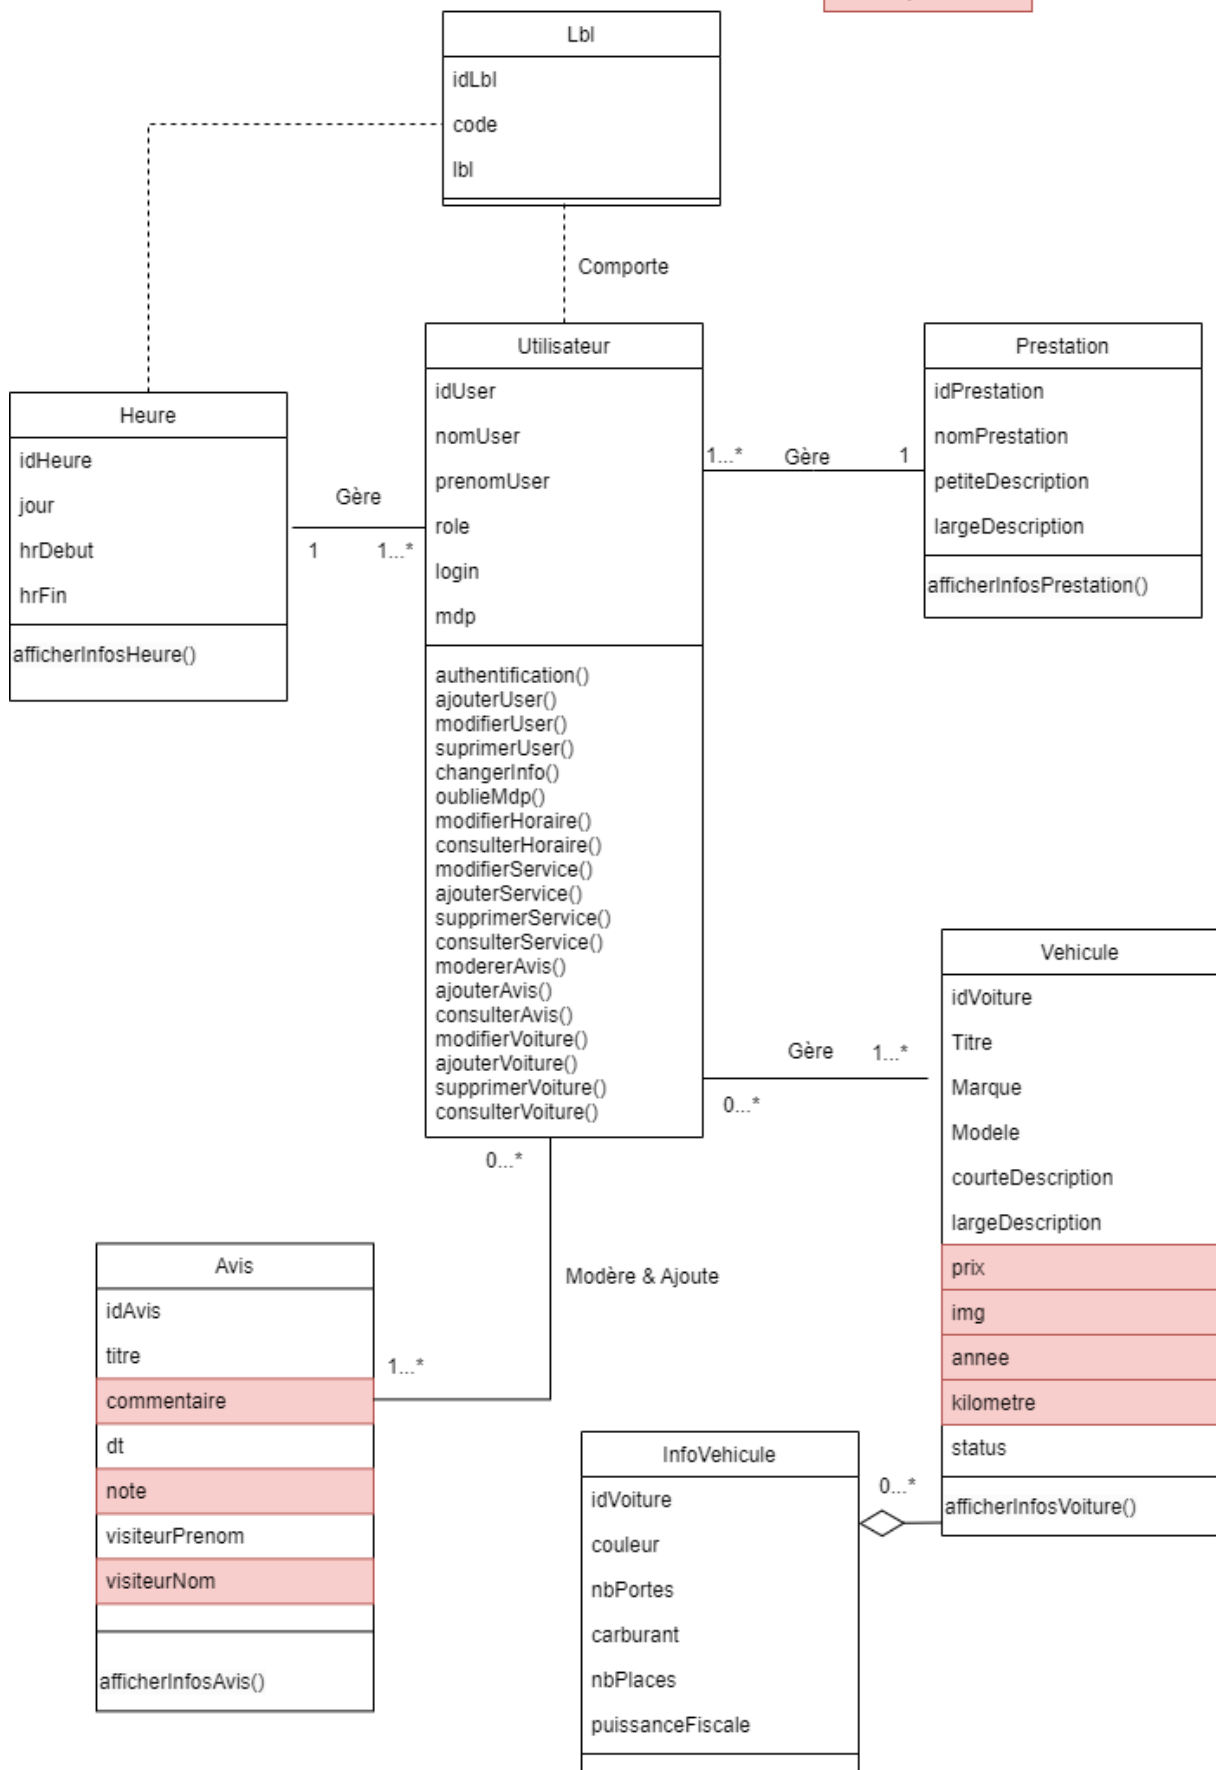 Lbl
idLbl
code
lbl
Comporte
Utilisateur
idUser
nomUser
prenomUser
role
login
mdp
authentification()
ajouterUser()
modifierUser()
suprimerUser()
changerInfo()
oublieMdp()
modifierHoraire()
consulterHoraire()
modifierService()
ajouterService()
supprimerService()
consulterService()
modererAvis()
ajouterAvis()
consulterAvis()
modifierVoiture()
ajouterVoiture()
supprimerVoiture()
consulterVoiture()
Prestation
idPrestation
nomPrestation
petiteDescription
largeDescription
afficherInfosPrestation()
1...* Gère 1
Heure
idHeure
jour
hrDebut
hrFin
afficherInfosHeure()
Gère
1 1...*
Vehicule
idVoiture
Titre
Marque
Modele
courteDescription
largeDescription
prix
img
annee
kilometre
status
afficherInfosVoiture()
Gère 1...*
0...*
0...*
Modère & Ajoute
1...*
Avis
idAvis
titre
commentaire
dt
note
visiteurPrenom
visiteurNom
afficherInfosAvis()
InfoVehicule
idVoiture
couleur
nbPortes
carburant
nbPlaces
puissanceFiscale
0...*